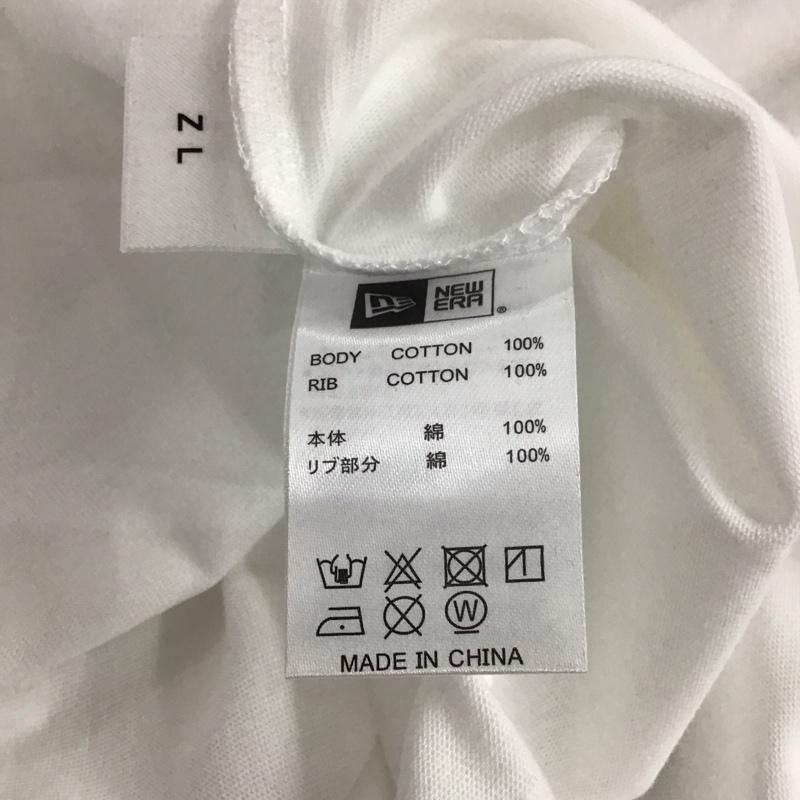 Z L
NEW
ERA®
BODY COTTON 100%
RIB COTTON 100%
本体 綿 100%
リブ部分 綿 100%
W
MADE IN CHINA